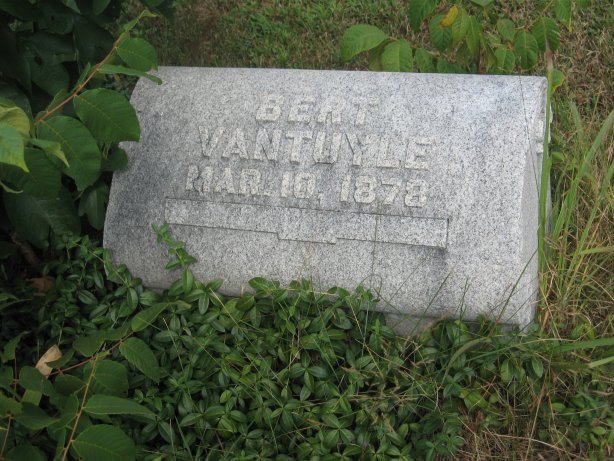 BERT
VANTUYLE
MAR. 10, 1878